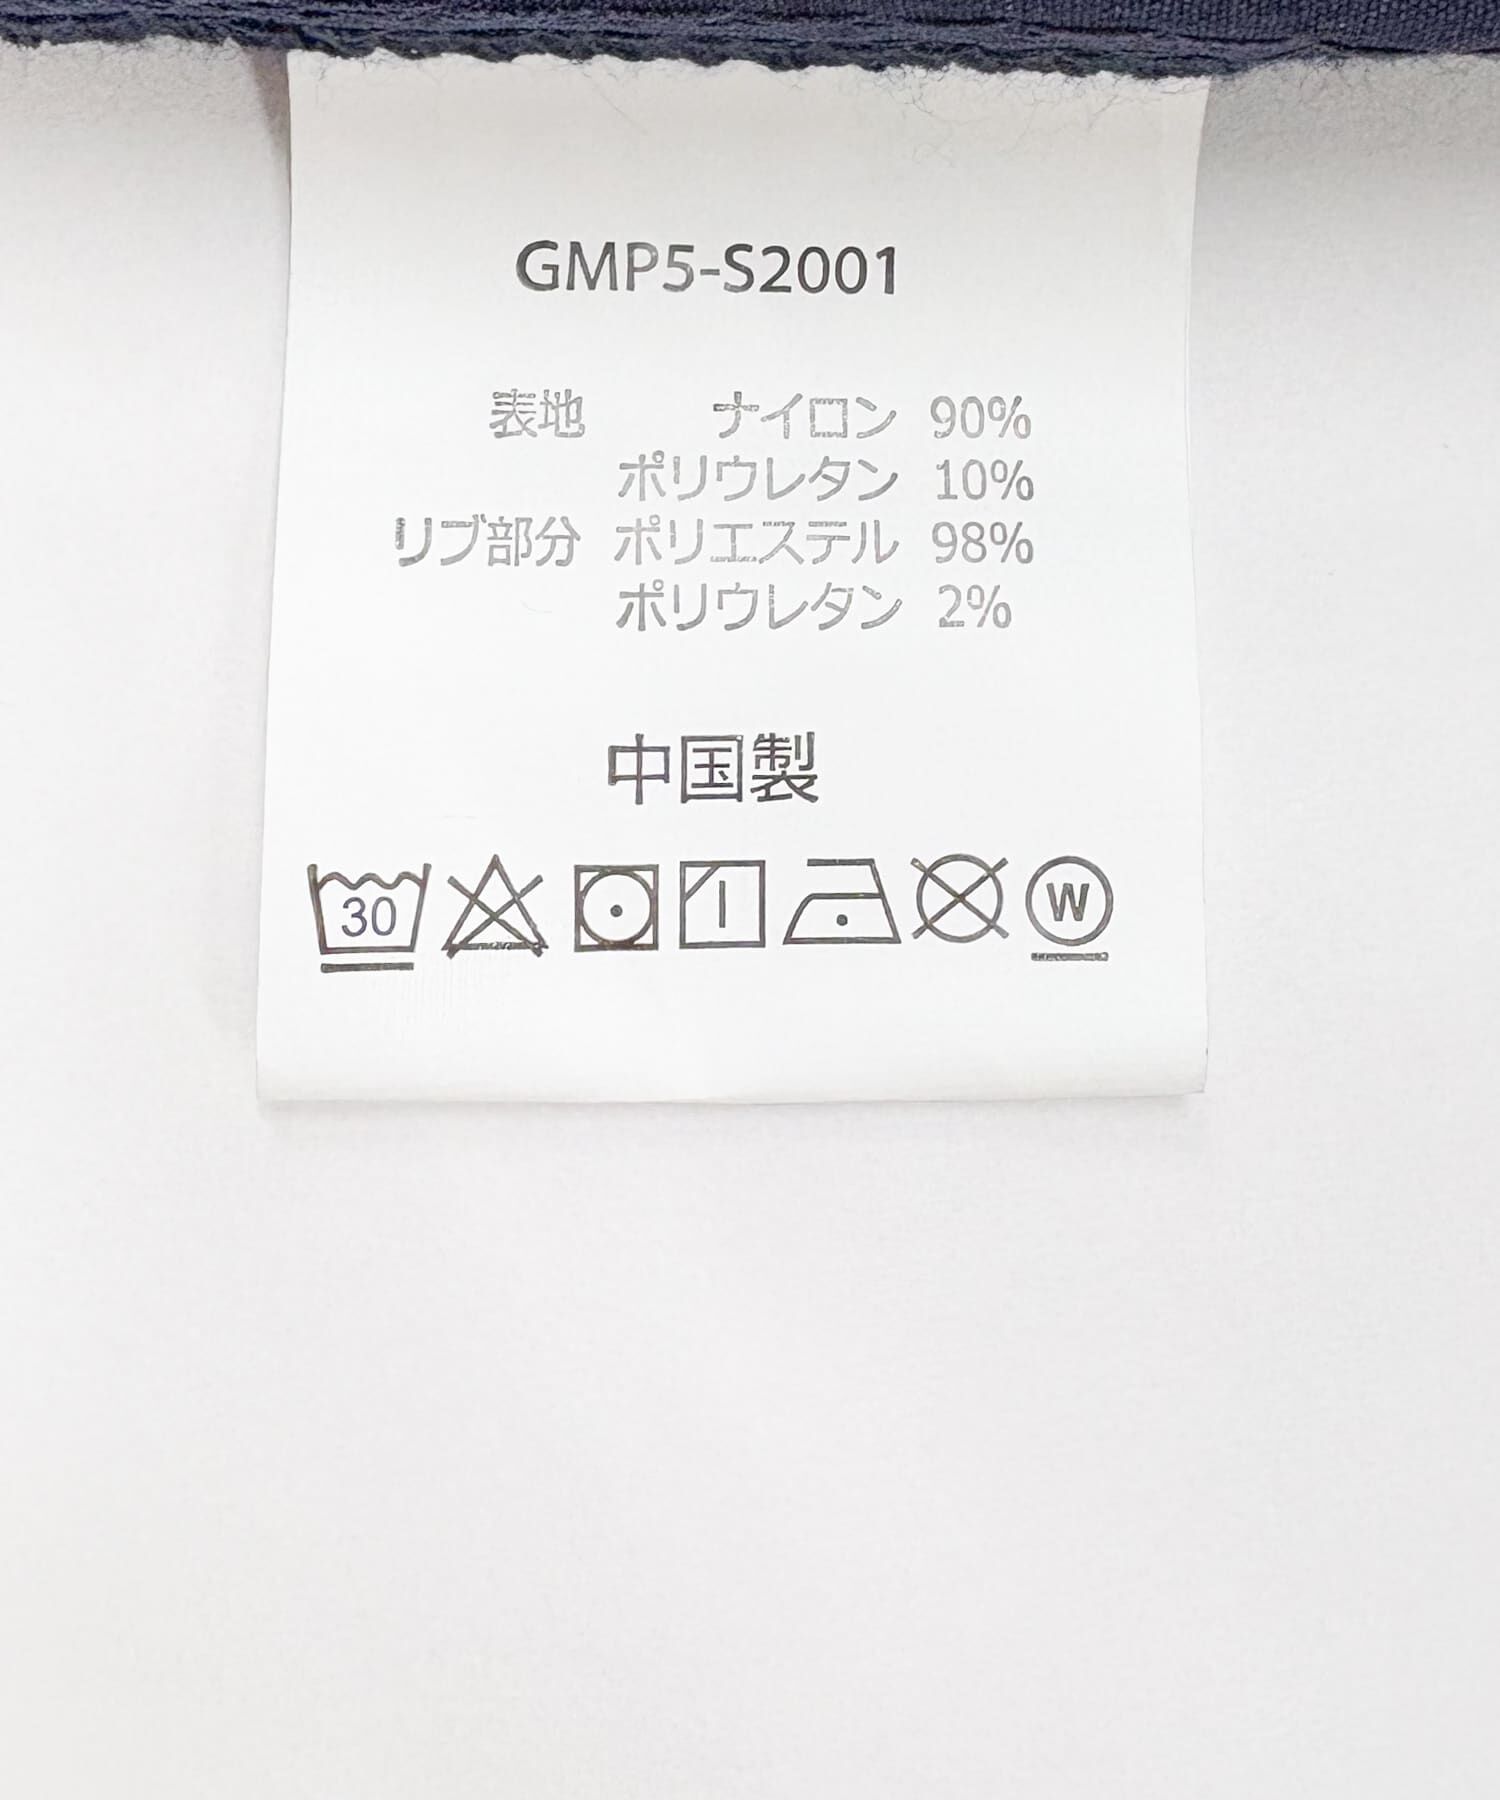 GMP5-S2001
表地 ナイロン 90%
ポリウレタン 10%
リブ部分 ポリエステル 98%
ポリウレタン 2%
中国製
30 W